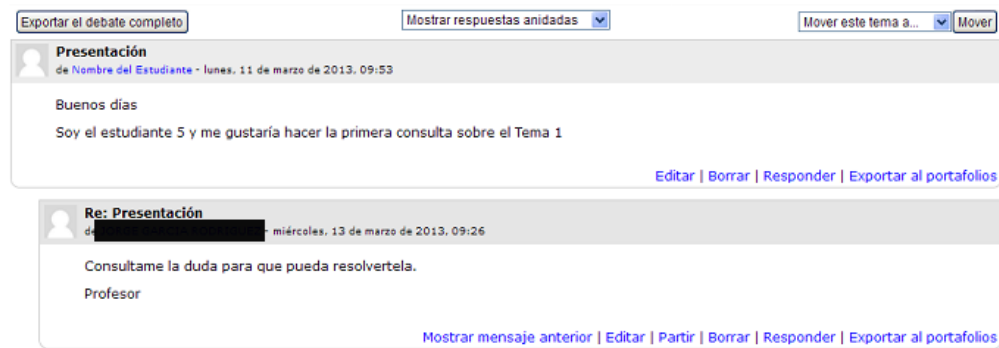 Exportar el debate completo
Mostrar respuestas anidadas
Mover este tema a... Mover
Presentación
de Nombre del Estudiante - lunes, 11 de marzo de 2013, 09:53
Buenos días
Soy el estudiante 5 y me gustaría hacer la primera consulta sobre el Tema 1
Editar | Borrar | Responder | Exportar al portafolios
Re: Presentación
de - miércoles, 13 de marzo de 2013, 09:26
Consultame la duda para que pueda resolvertela.
Profesor
Mostrar mensaje anterior | Editar | Partir | Borrar | Responder | Exportar al portafolios